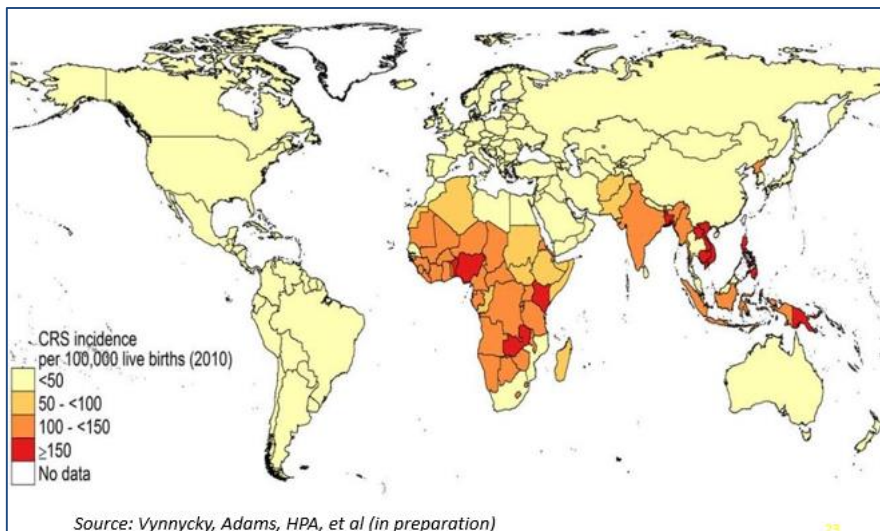 CRS incidence
per 100,000 live births (2010)
<50
50 - <100
100 - <150
≥150
No data
Source: Vynnycky, Adams, HPA, et al (in preparation)